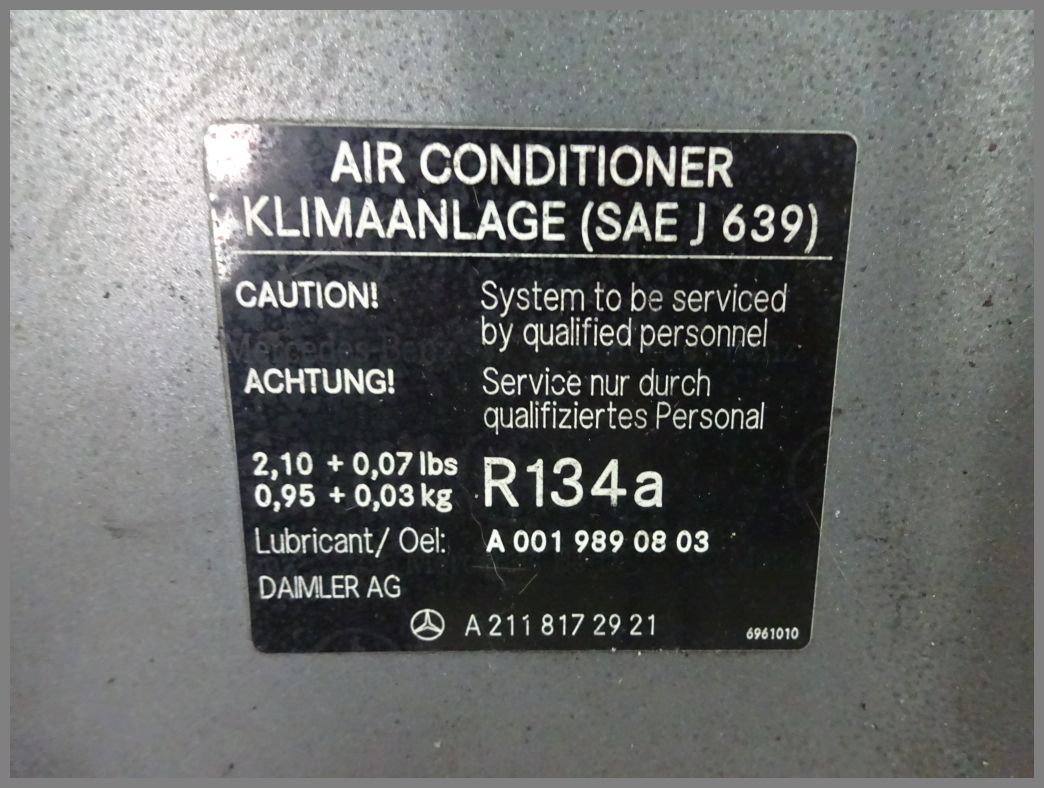 AIR CONDITIONER
KLIMAANLAGE (SAE J 639)
CAUTION! System to be serviced
by qualified personnel
ACHTUNG! Service nur durch
qualifiziertes Personal
2,10 + 0,07 lbs R134a
0,95 + 0,03 kg
Lubricant/ Oel: A 001 989 08 03
DAIMLER AG
A 211 817 29 21 6961010